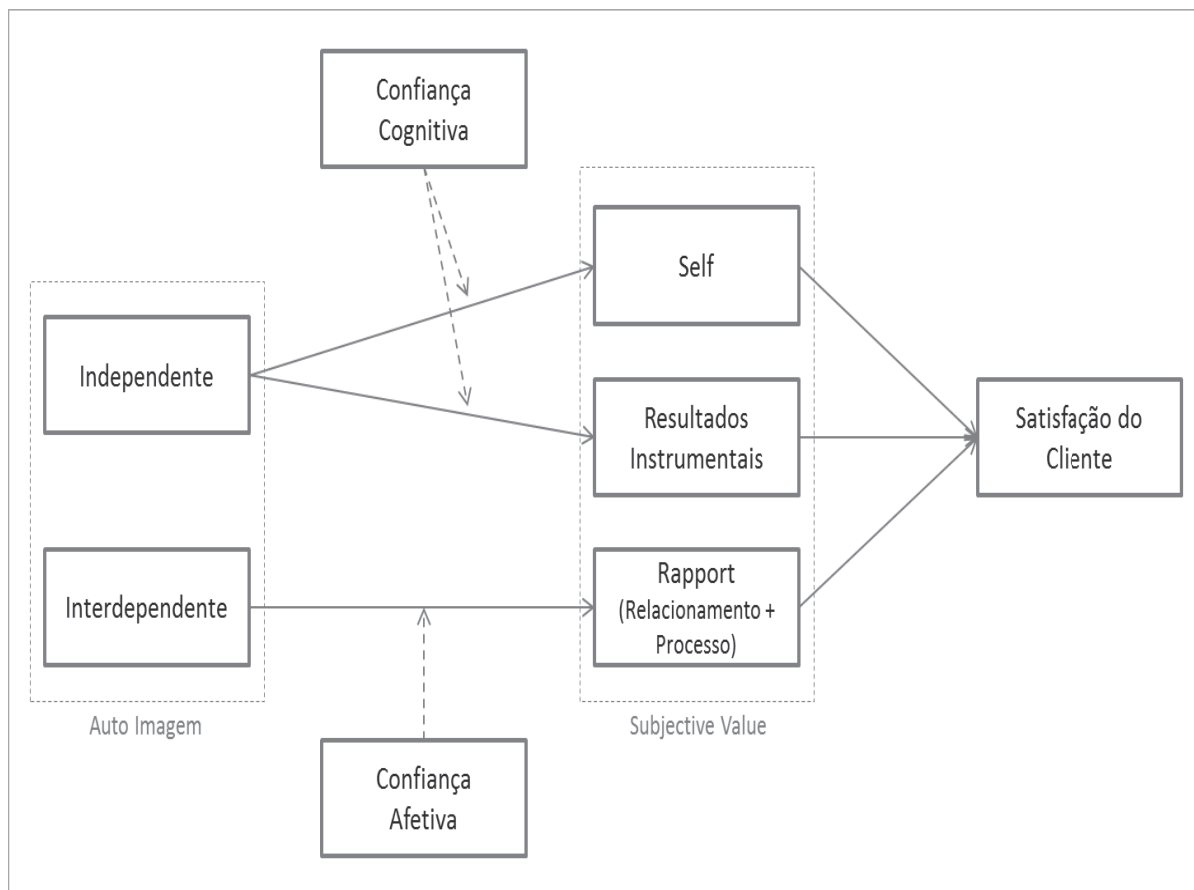 Confiança
Cognitiva
Self
Independente
Resultados
Instrumentais
Satisfação do
Cliente
Interdependente
Rapport
(Relacionamento +
Processo)
Auto Imagem
Subjective Value
Confiança
Afetiva